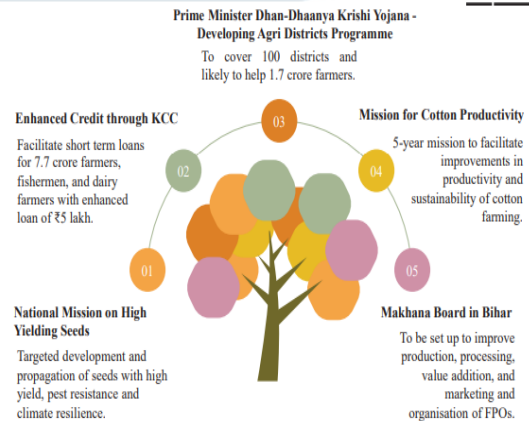 Prime Minister Dhan-Dhaanya Krishi Yojana -
Developing Agri Districts Programme
To cover 100 districts and
likely to help 1.7 crore farmers.
03
Enhanced Credit through KCC
Facilitate short term loans
for 7.7 crore farmers,
fishermen, and dairy
farmers with enhanced
loan of ₹5 lakh.
02
Mission for Cotton Productivity
5-year mission to facilitate
improvements in
productivity and
sustainability of cotton
farming.
04
01
National Mission on High
Yielding Seeds
Targeted development and
propagation of seeds with high
yield, pest resistance and
climate resilience.
05
Makhana Board in Bihar
To be set up to improve
production, processing,
value addition, and
marketing and
organisation of FPOs.